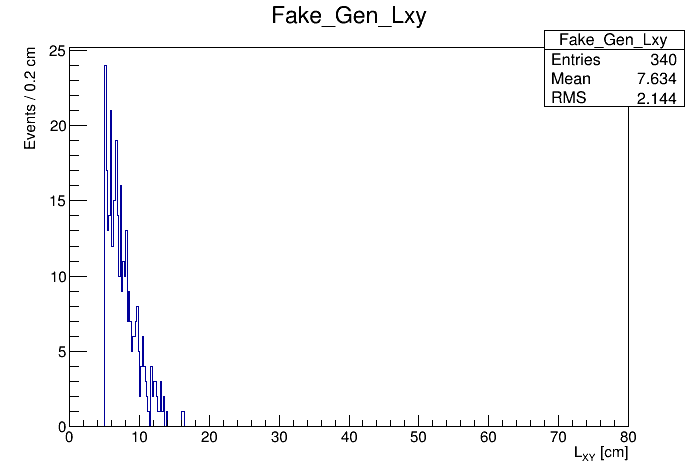 Fake_Gen_Lxy
Fake_Gen_Lxy
Entries 340
Mean 7.634
RMS 2.144
Events / 0.2 cm
25
20
15
10
5
0
0 10 20 30 40 50 60 70 80
L_XY [cm]